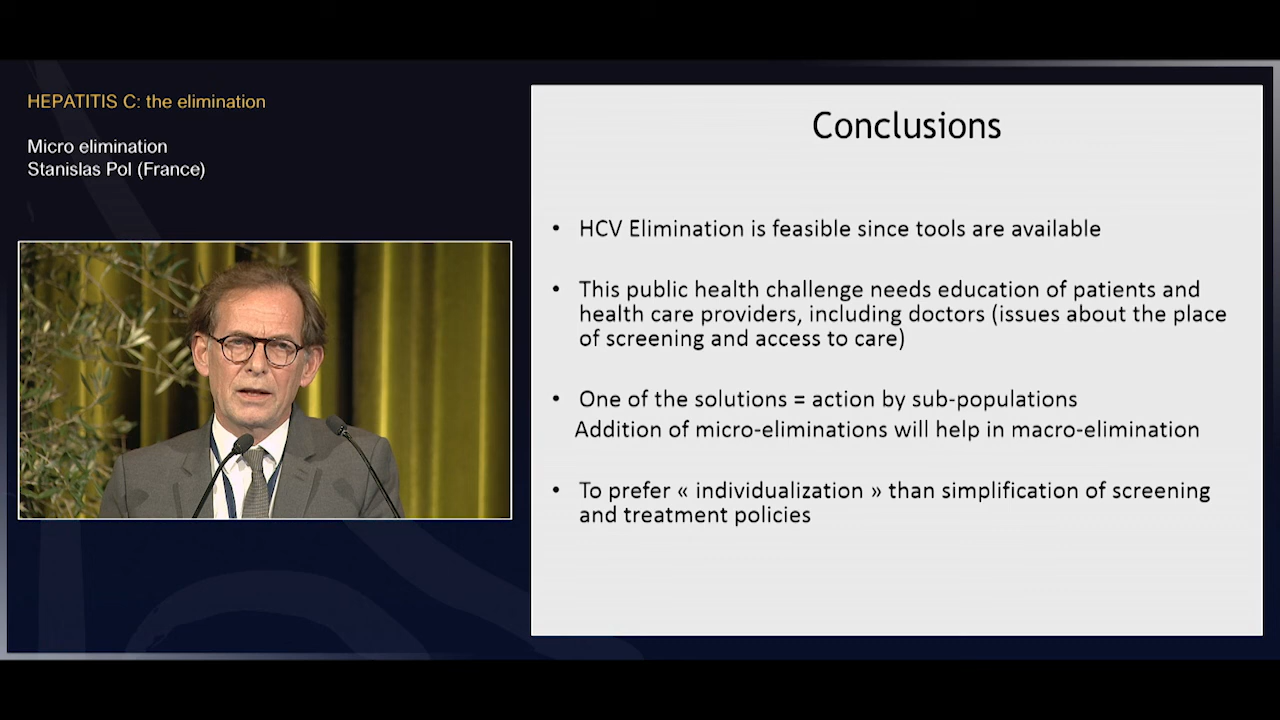 HEPATITIS C: the elimination
Micro elimination
Stanislas Pol (France)
Conclusions
• HCV Elimination is feasible since tools are available
• This public health challenge needs education of patients and
health care providers, including doctors (issues about the place
of screening and access to care)
• One of the solutions = action by sub-populations
Addition of micro-eliminations will help in macro-elimination
• To prefer « individualization » than simplification of screening
and treatment policies